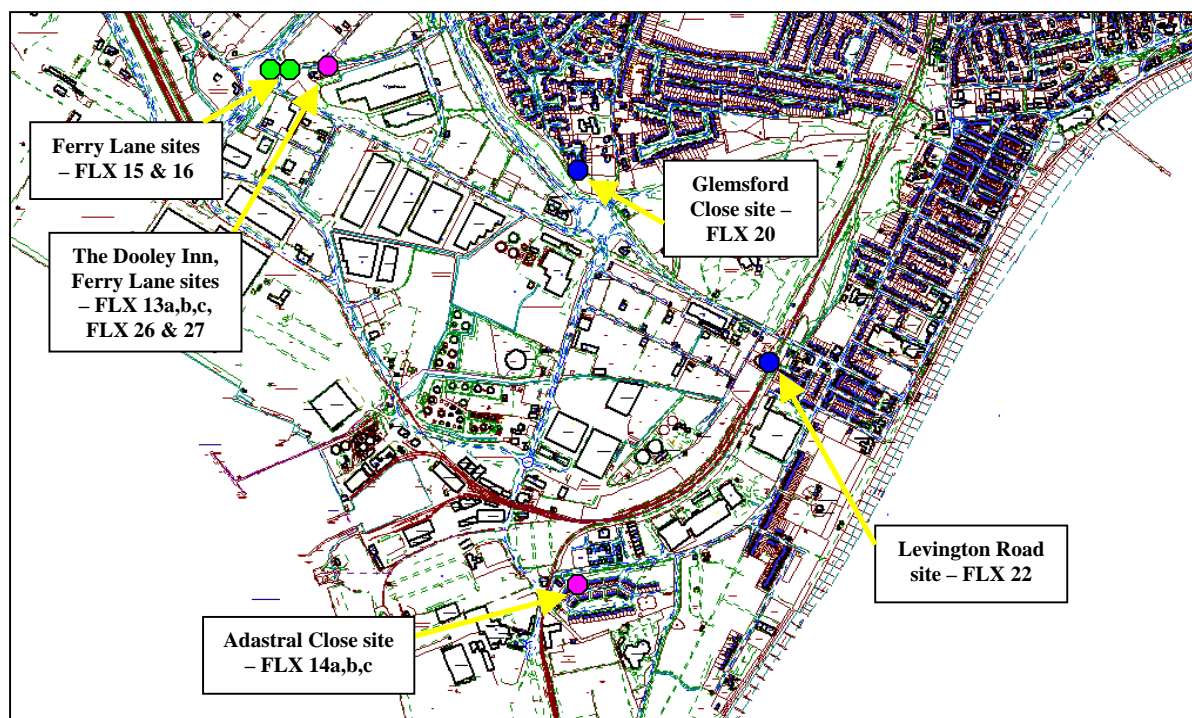 Ferry Lane sites
– FLX 15 & 16
The Dooley Inn,
Ferry Lane sites
– FLX 13a,b,c,
FLX 26 & 27
Glemsford
Close site –
FLX 20
Levington Road
site – FLX 22
Adastral Close site
– FLX 14a,b,c